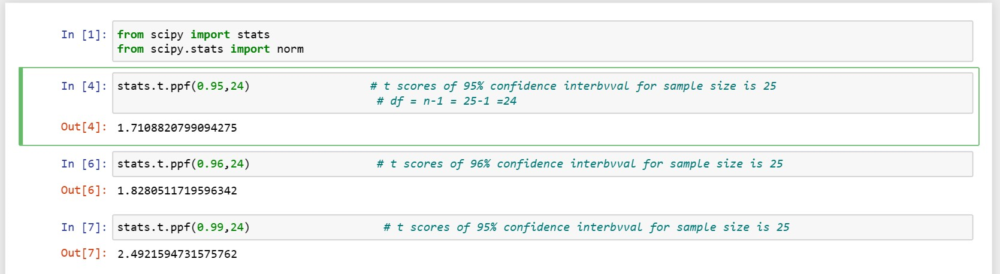 In [1]: from scipy import stats
from scipy.stats import norm
In [4]: stats.t.ppf(0.95,24) # t scores of 95% confidence interbvval for sample size is 25
# df = n-1 = 25-1 =24
Out[4]: 1.7108820799094275
In [6]: stats.t.ppf(0.96,24) # t scores of 96% confidence interbvval for sample size is 25
Out[6]: 1.8280511719596342
In [7]: stats.t.ppf(0.99,24) # t scores of 95% confidence interbvval for sample size is 25
Out[7]: 2.4921594731575762